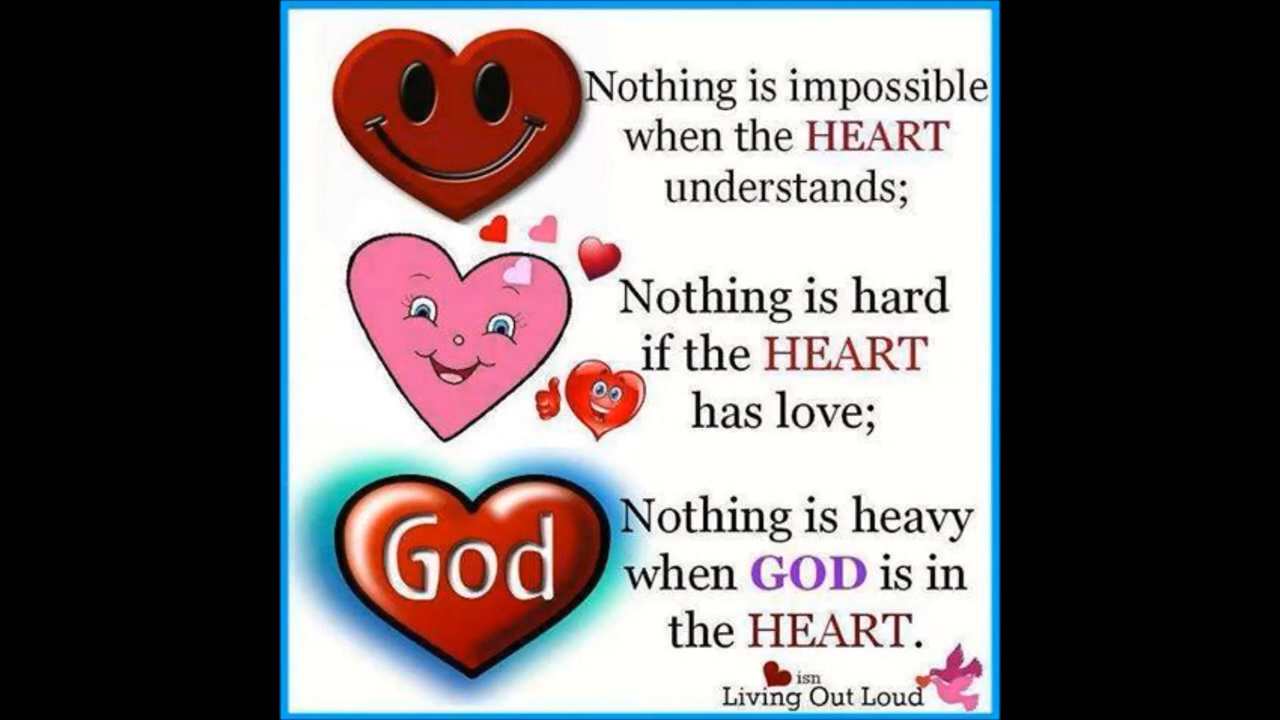 Nothing is impossible
when the HEART
understands;
Nothing is hard
if the HEART
has love;
God
Nothing is heavy
when GOD is in
the HEART.
isn
Living Out Loud